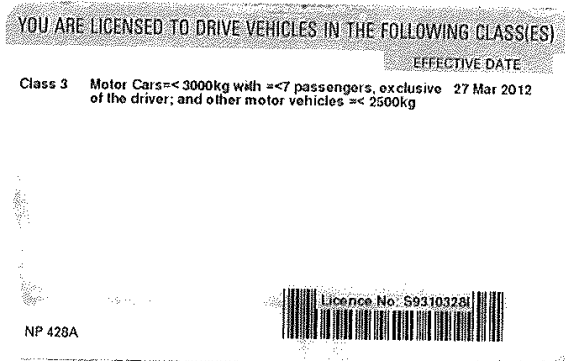 YOU ARE LICENSED TO DRIVE VEHICLES IN THE FOLLOWING CLASS(ES)
EFFECTIVE DATE
Class 3 Motor Cars=< 3000kg with =<7 passengers, exclusive 27 Mar 2012
of the driver; and other motor vehicles =< 2500kg
Licence No: S9310328I
NP 428A